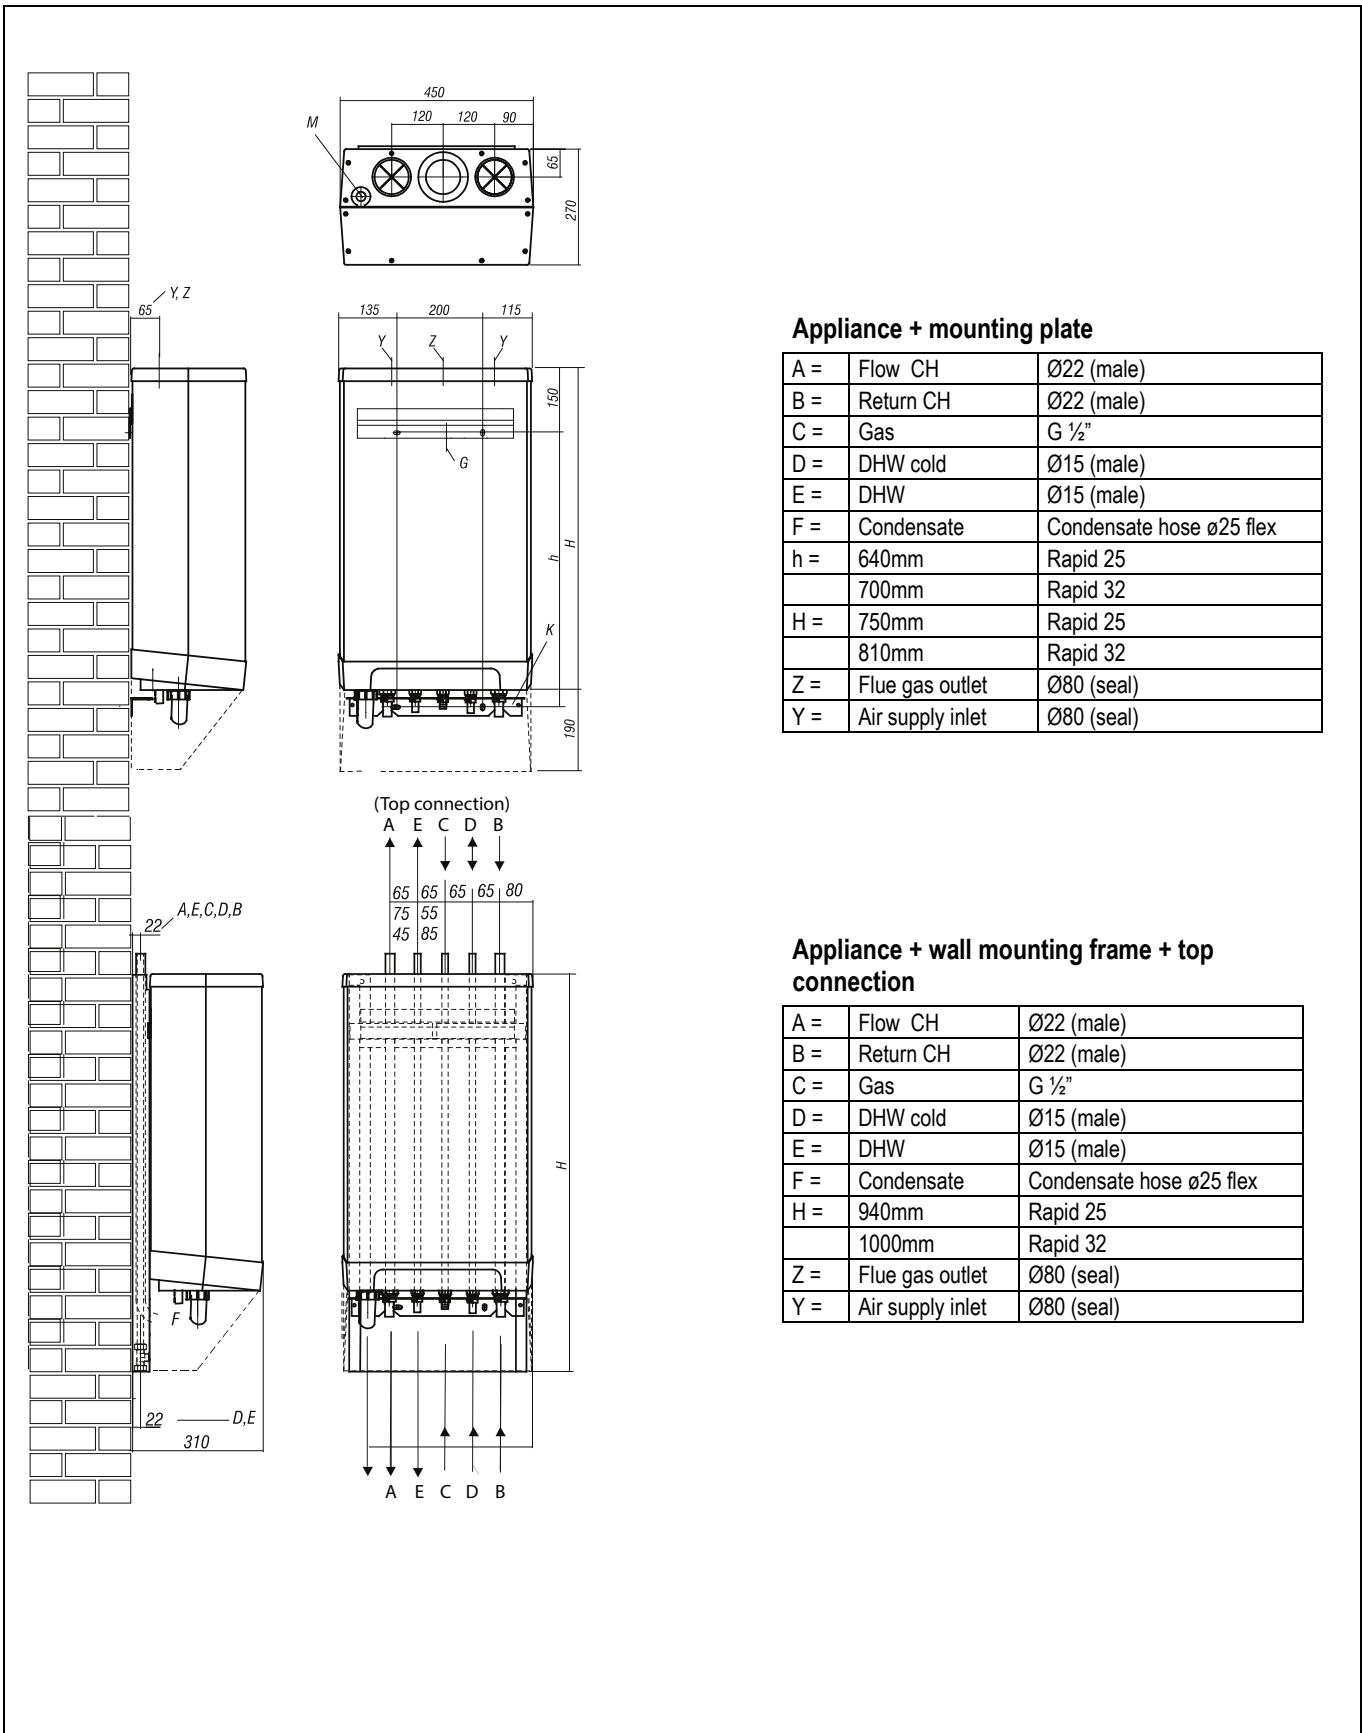 450
120 120 90
M
65
270
Y, Z
65
135 200 115
Y Z Y
150
G
h H
K
190
Appliance + mounting plate
A = Flow CH Ø22 (male)
B = Return CH Ø22 (male)
C = Gas G ½”
D = DHW cold Ø15 (male)
E = DHW Ø15 (male)
F = Condensate Condensate hose ø25 flex
h = 640mm Rapid 25
700mm Rapid 32
H = 750mm Rapid 25
810mm Rapid 32
Z = Flue gas outlet Ø80 (seal)
Y = Air supply inlet Ø80 (seal)
(Top connection)
A E C D B
65 65 65 65 80
75 55
45 85
A,E,C,D,B
22
H
F
22 D,E
310
A E C D B
Appliance + wall mounting frame + top
connection
A = Flow CH Ø22 (male)
B = Return CH Ø22 (male)
C = Gas G ½”
D = DHW cold Ø15 (male)
E = DHW Ø15 (male)
F = Condensate Condensate hose ø25 flex
H = 940mm Rapid 25
1000mm Rapid 32
Z = Flue gas outlet Ø80 (seal)
Y = Air supply inlet Ø80 (seal)